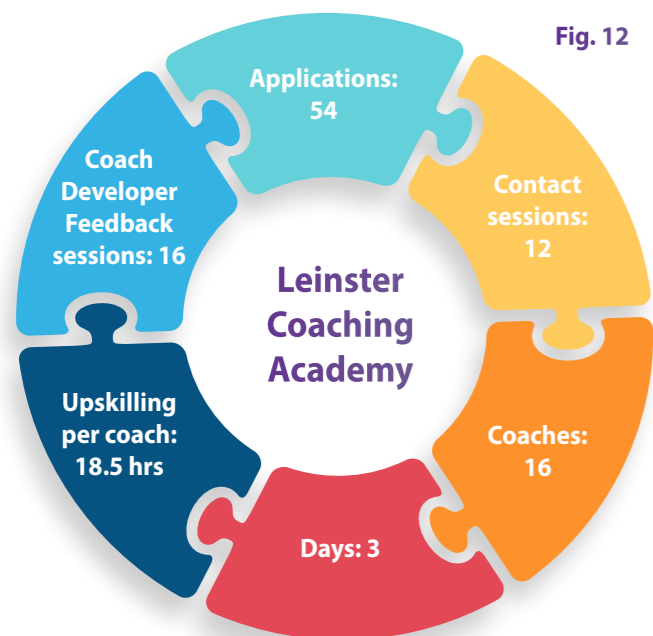 Fig. 12
Applications:
54
Contact
sessions:
12
Coaches:
16
Days: 3
Upskilling
per coach:
18.5 hrs
Coach
Developer
Feedback
sessions: 16
Leinster
Coaching
Academy